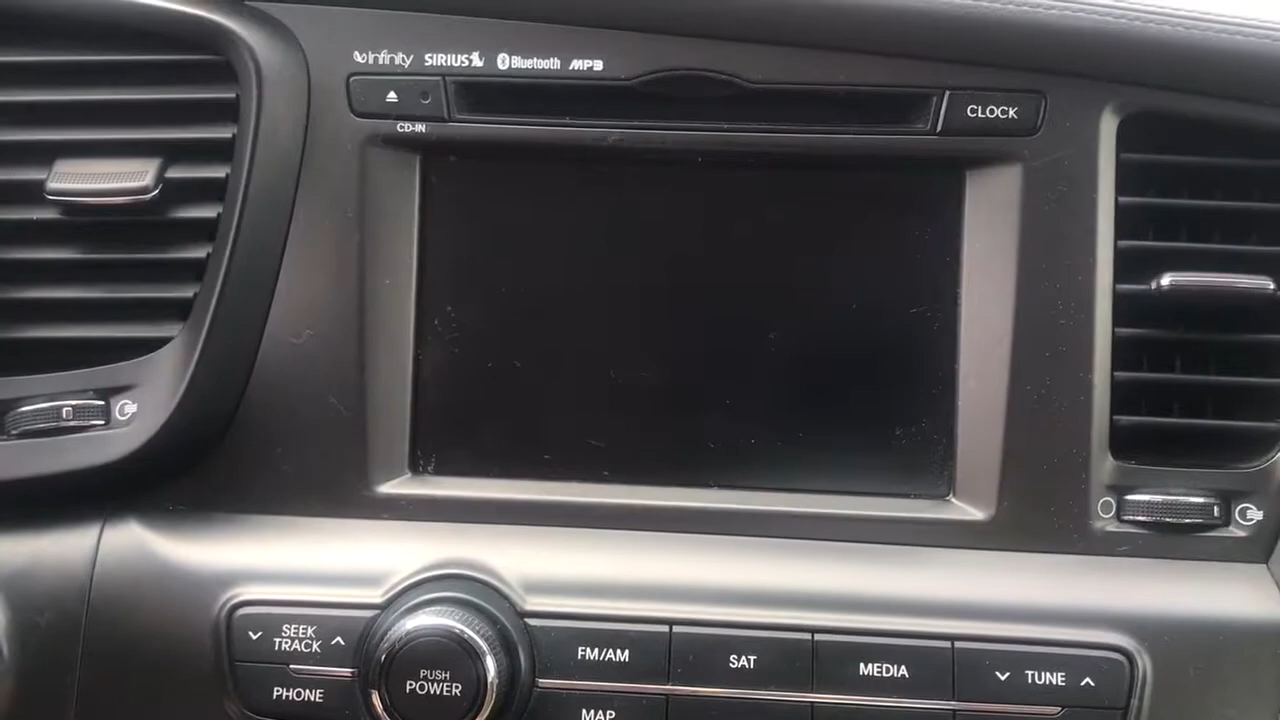 infinity SIRIUS Bluetooth MP3
CLOCK
CD-IN
SEEK
TRACK
PHONE
PUSH
POWER
FM/AM
SAT
MEDIA
TUNE
MAP